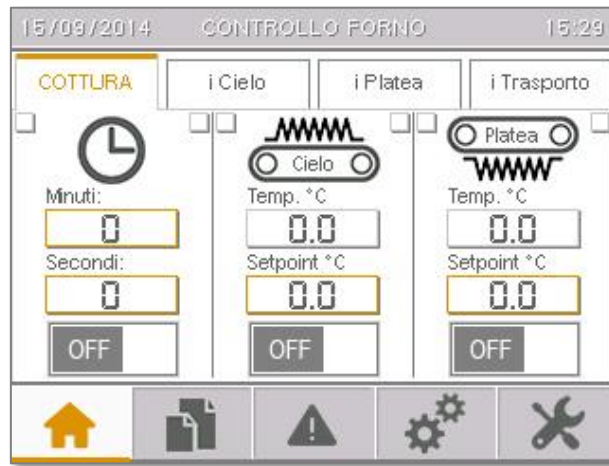 15/09/2014 CONTROLLO FORNO 15:29
COTTURA i Cielo i Platea i Trasporto
Cielo Platea
Minuti: Temp. °C Temp. °C
0 0.0 0.0
Secondi: Setpoint °C Setpoint °C
0 0.0 0.0
OFF OFF OFF